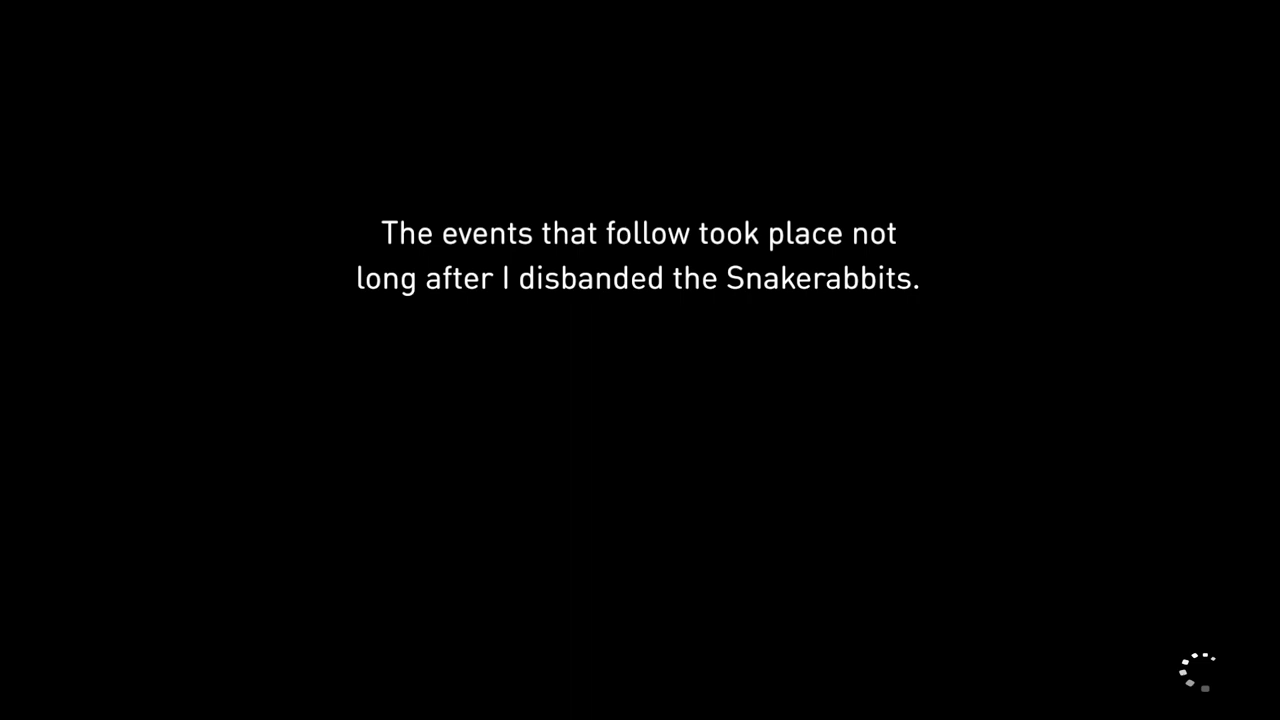 The events that follow took place not
long after I disbanded the Snakerabbits.